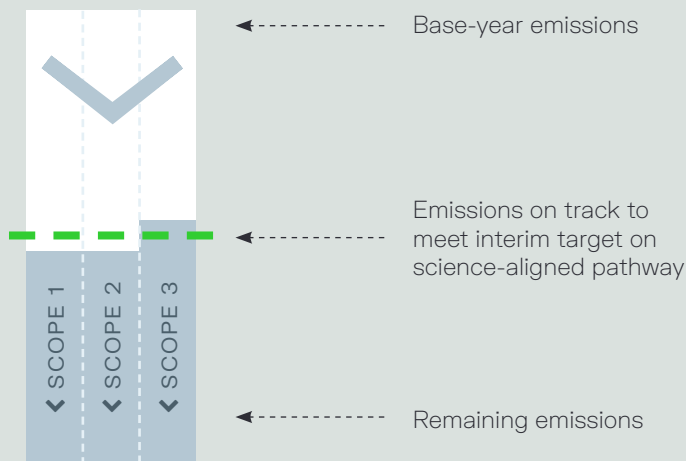 Base-year emissions
Emissions on track to
meet interim target on
science-aligned pathway
SCOPE 1
SCOPE 2
SCOPE 3
Remaining emissions